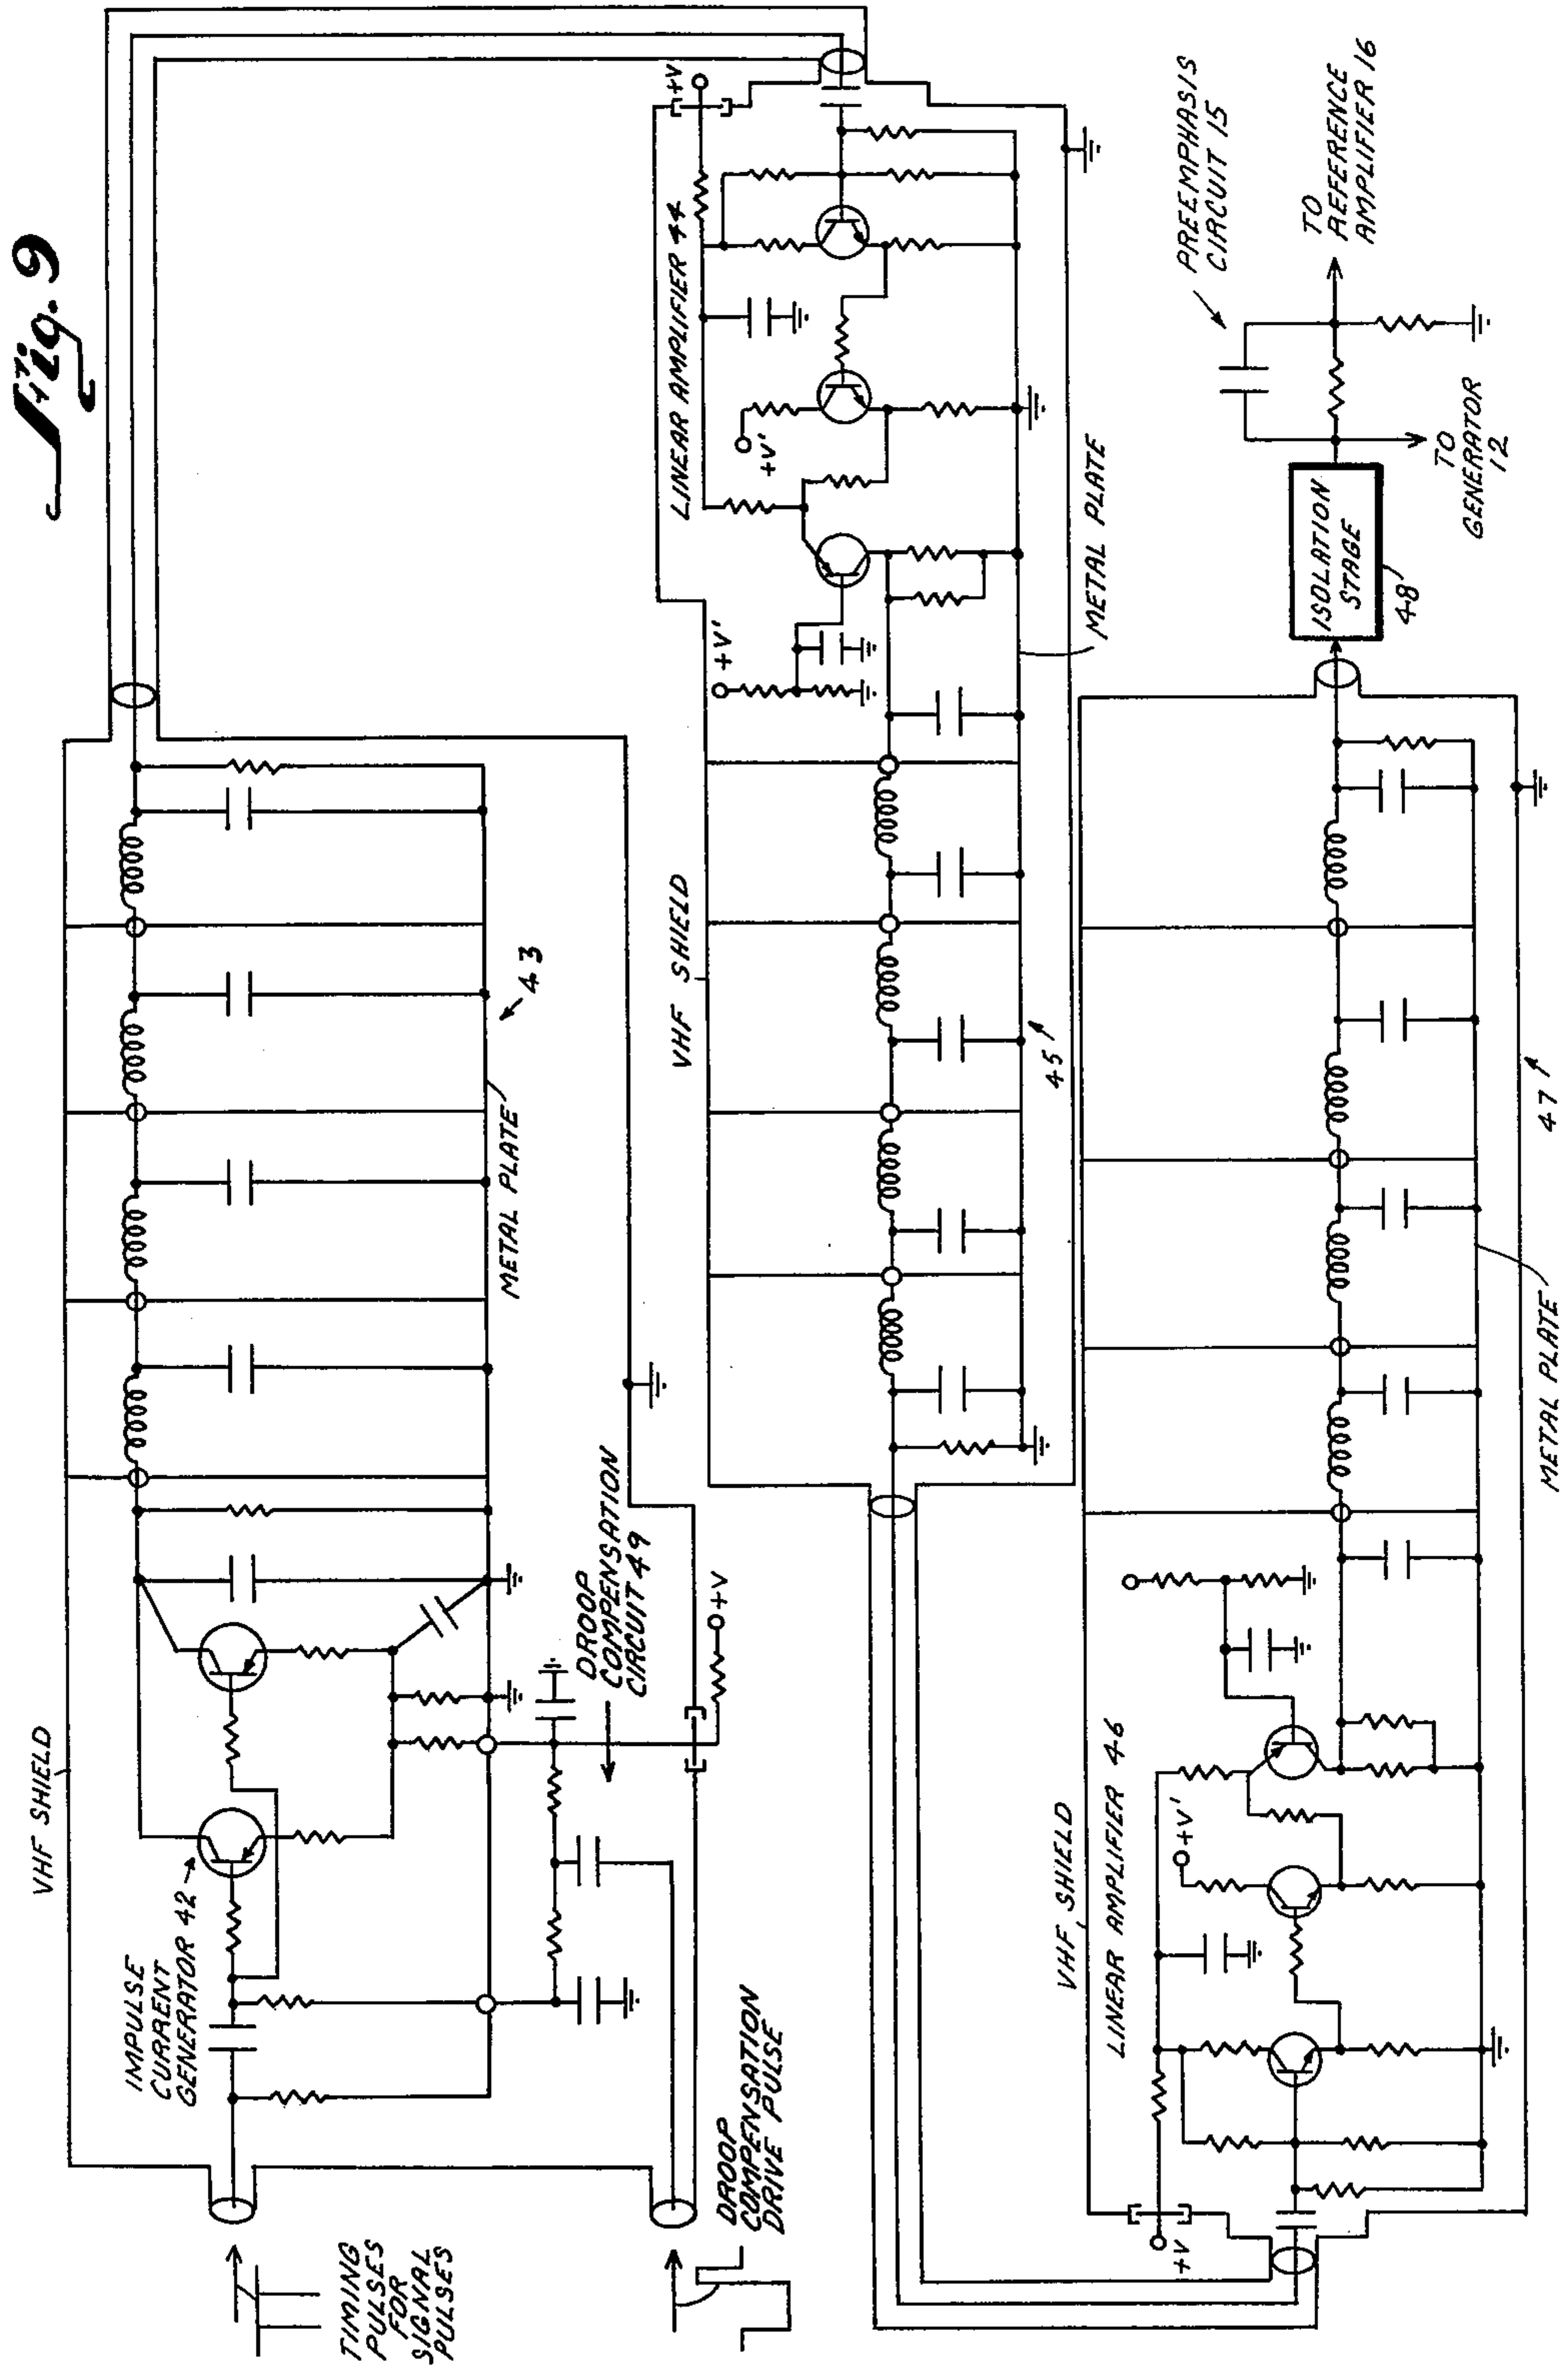 Fig. 9
VHF SHIELD
IMPULSE
CURRENT
GENERATOR 42
TIMING
PULSES
FOR
SIGNAL
PULSES
DROOP
COMPENSATION
DRIVE PULSE
DROOP
COMPENSATION
CIRCUIT 49
+V
METAL PLATE
43
+V
LINEAR AMPLIFIER 44
+V'
+V'
VHF SHIELD
METAL PLATE
45
VHF SHIELD
LINEAR AMPLIFIER 46
+V
+V'
METAL PLATE
47
ISOLATION
STAGE
48
TO
GENERATOR
12
PREEMPHASIS
CIRCUIT 15
TO
REFERENCE
AMPLIFIER 16